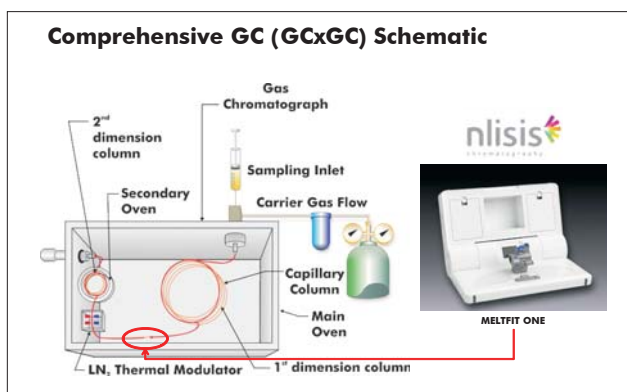 Comprehensive GC (GCxGC) Schematic
Gas
Chromatograph
2nd
dimension
column
Sampling Inlet
Secondary
Oven
Carrier Gas Flow
Capillary
Column
Main
Oven
LN2 Thermal Modulator
1st dimension column
nlisis
chromatography
MELTFIT ONE